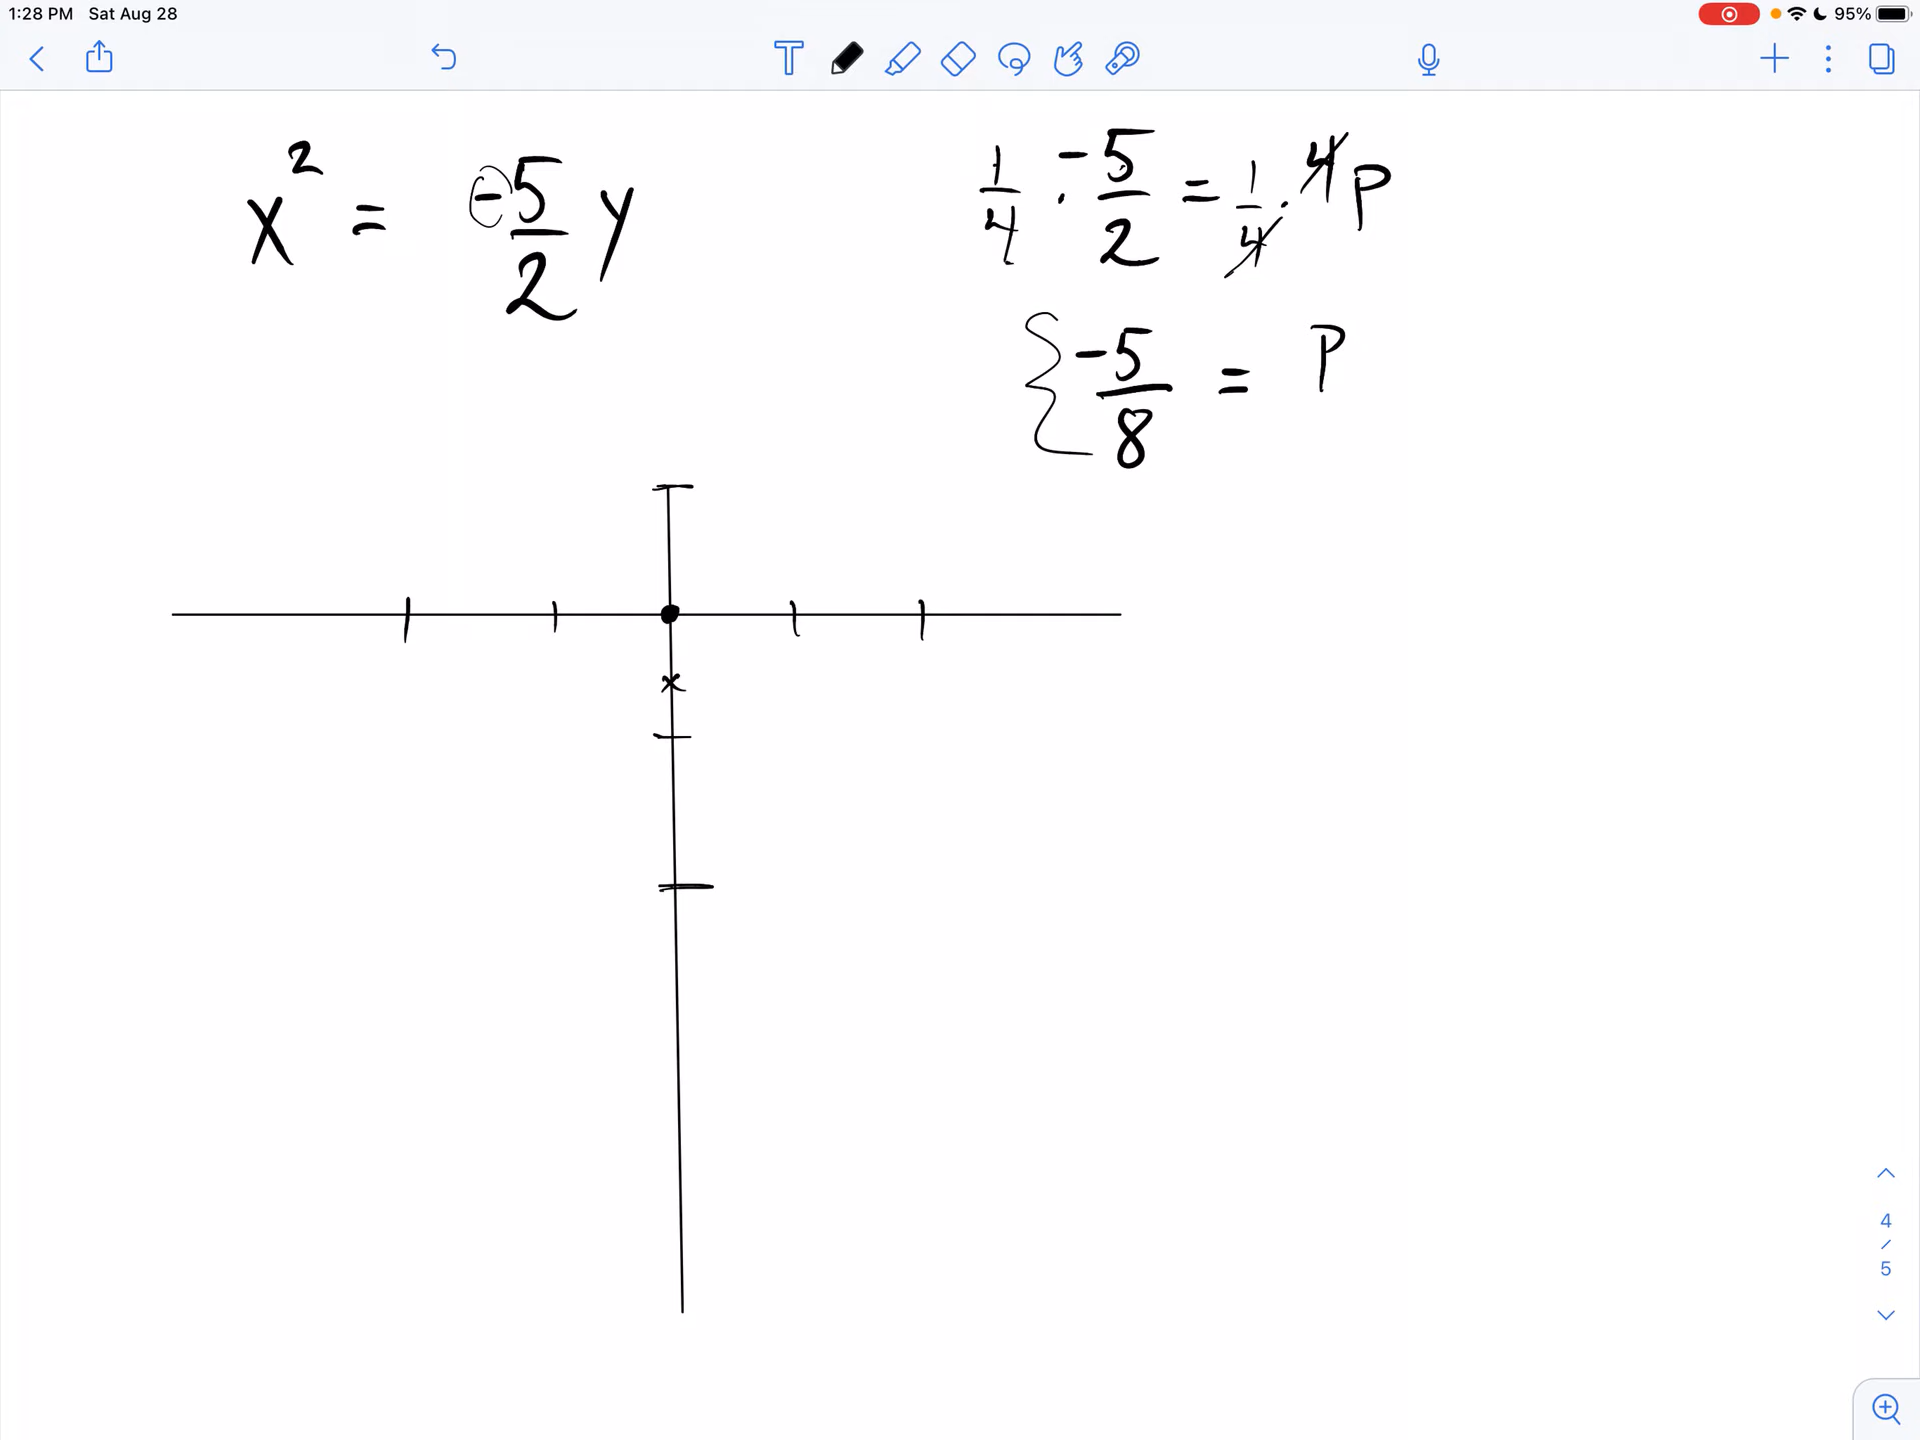 1:28 PM Sat Aug 28 95%
T
x² = -5/2 y
1/4 · -5/2 = 1/4 · 4p
-5/8 = P
x
4
/
5